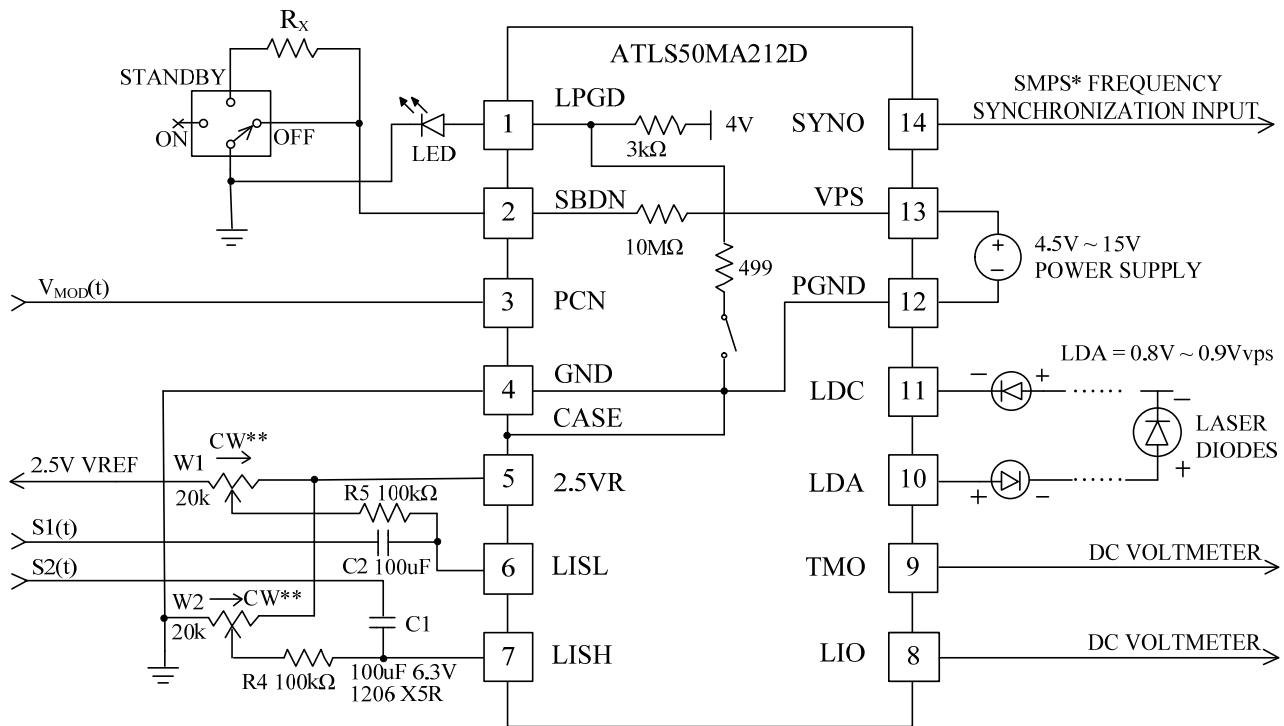 R_X
STANDBY
ON
OFF
LED
ATLS50MA212D
LPGD
4V
3kΩ
1
SBDN
10MΩ
2
499
V_MOD(t)
3
PCN
4
GND
CASE
2.5V VREF
W1
CW**
20k
R5 100kΩ
5
2.5VR
S1(t)
C2 100uF
6
LISL
S2(t)
W2
CW**
20k
C1
R4 100kΩ
100uF 6.3V
1206 X5R
7
LISH
SYNO
14
SMPS* FREQUENCY
SYNCHRONIZATION INPUT
VPS
13
+
−
4.5V ~ 15V
POWER SUPPLY
PGND
12
LDA = 0.8V ~ 0.9Vvps
LDC
11
− +
−
LASER
DIODES
+
LDA
10
+ −
TMO
9
DC VOLTMETER
LIO
8
DC VOLTMETER